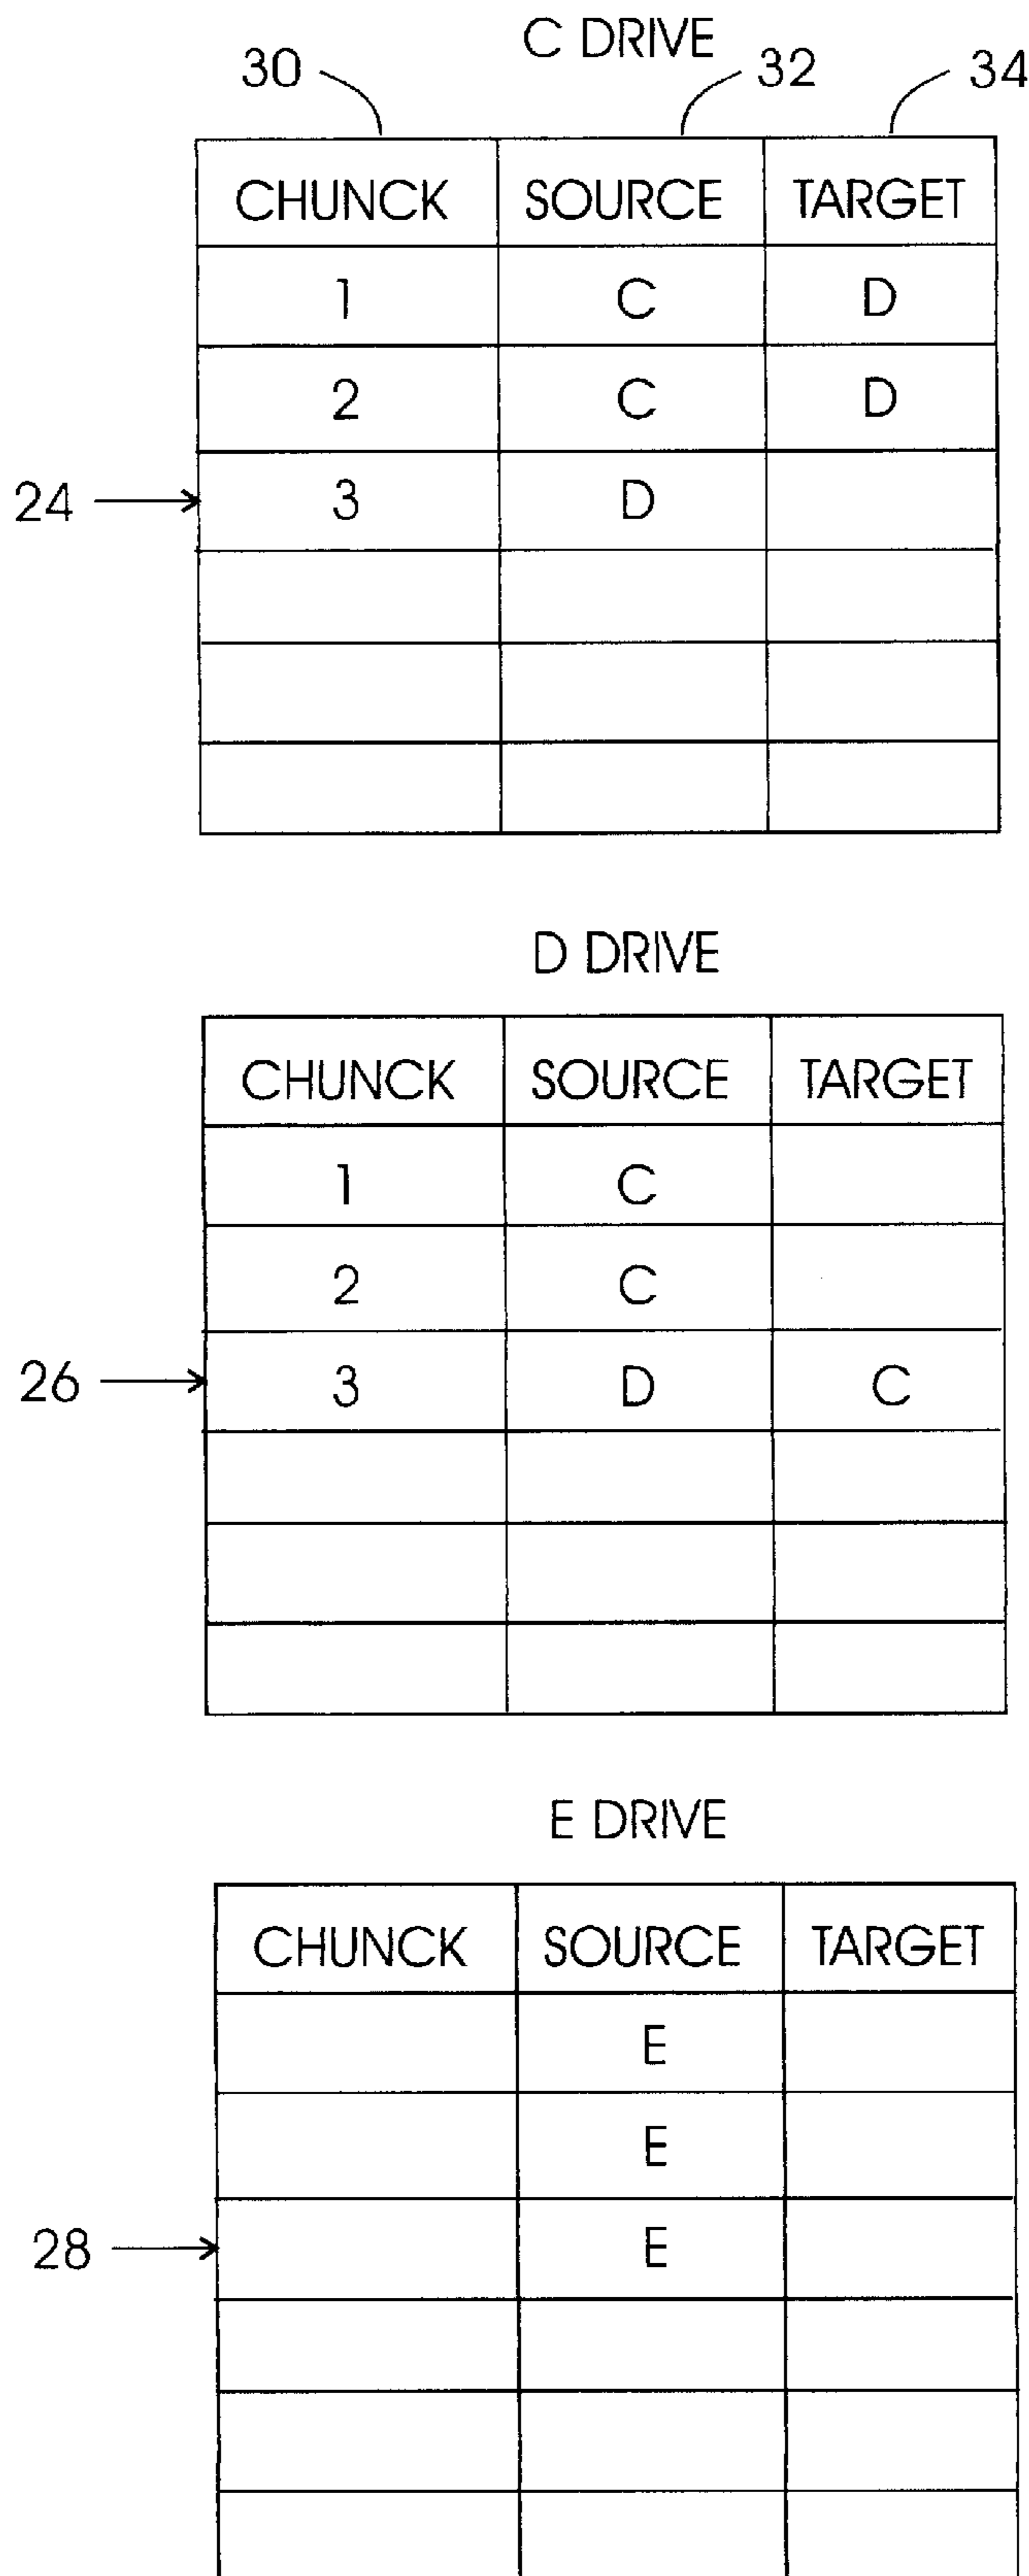 C DRIVE
30 32 34
CHUNCK SOURCE TARGET
1 C D
2 C D
24 3 D
D DRIVE
CHUNCK SOURCE TARGET
1 C
2 C
26 3 D C
E DRIVE
CHUNCK SOURCE TARGET
E
E
28 E